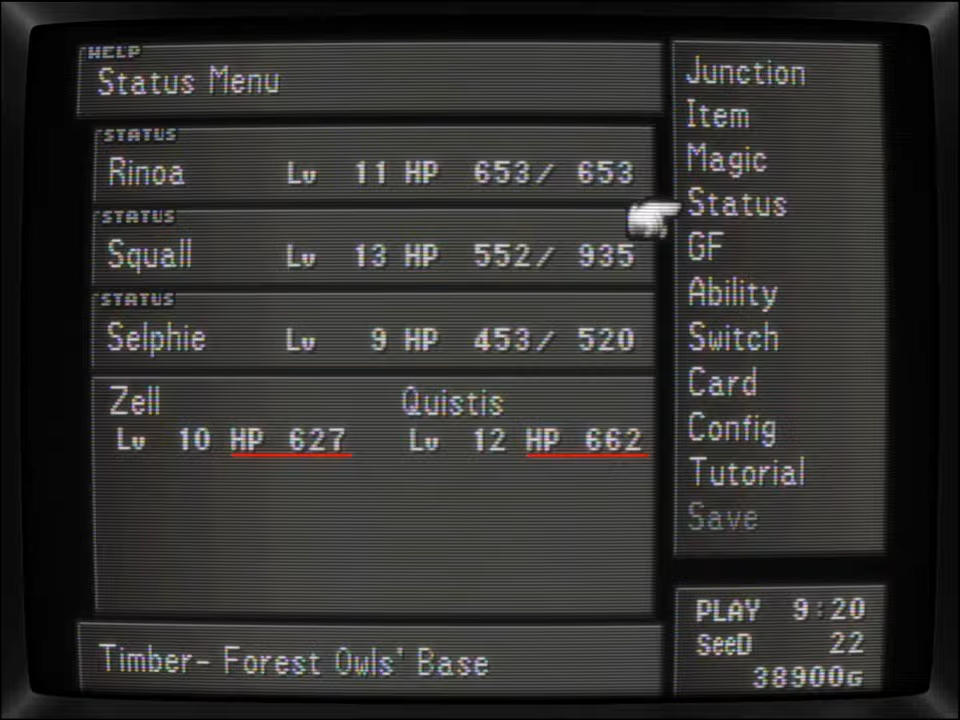 HELP
Status Menu
STATUS
Rinoa Lv 11 HP 653/ 653
STATUS
Squall Lv 13 HP 552/ 935
STATUS
Selphie Lv 9 HP 453/ 520
Zell
Lv 10 HP 627
Quistis
Lv 12 HP 662
Timber- Forest Owls' Base
Junction
Item
Magic
Status
GF
Ability
Switch
Card
Config
Tutorial
Save
PLAY 9:20
SeeD 22
38900G